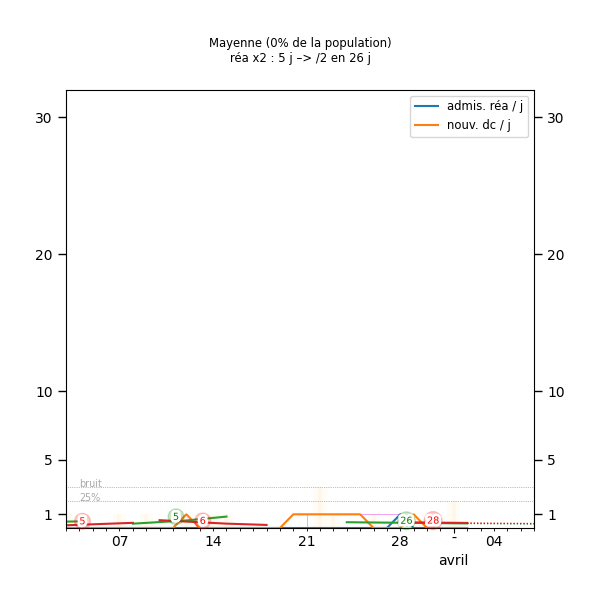 Mayenne (0% de la population)
réa x2 : 5 j –> /2 en 26 j
admis. réa / j
nouv. dc / j
30 30
20 20
10 10
5 5
bruit
25%
1 1
5 5 6 26 28
07 14 21 28 - 04
avril